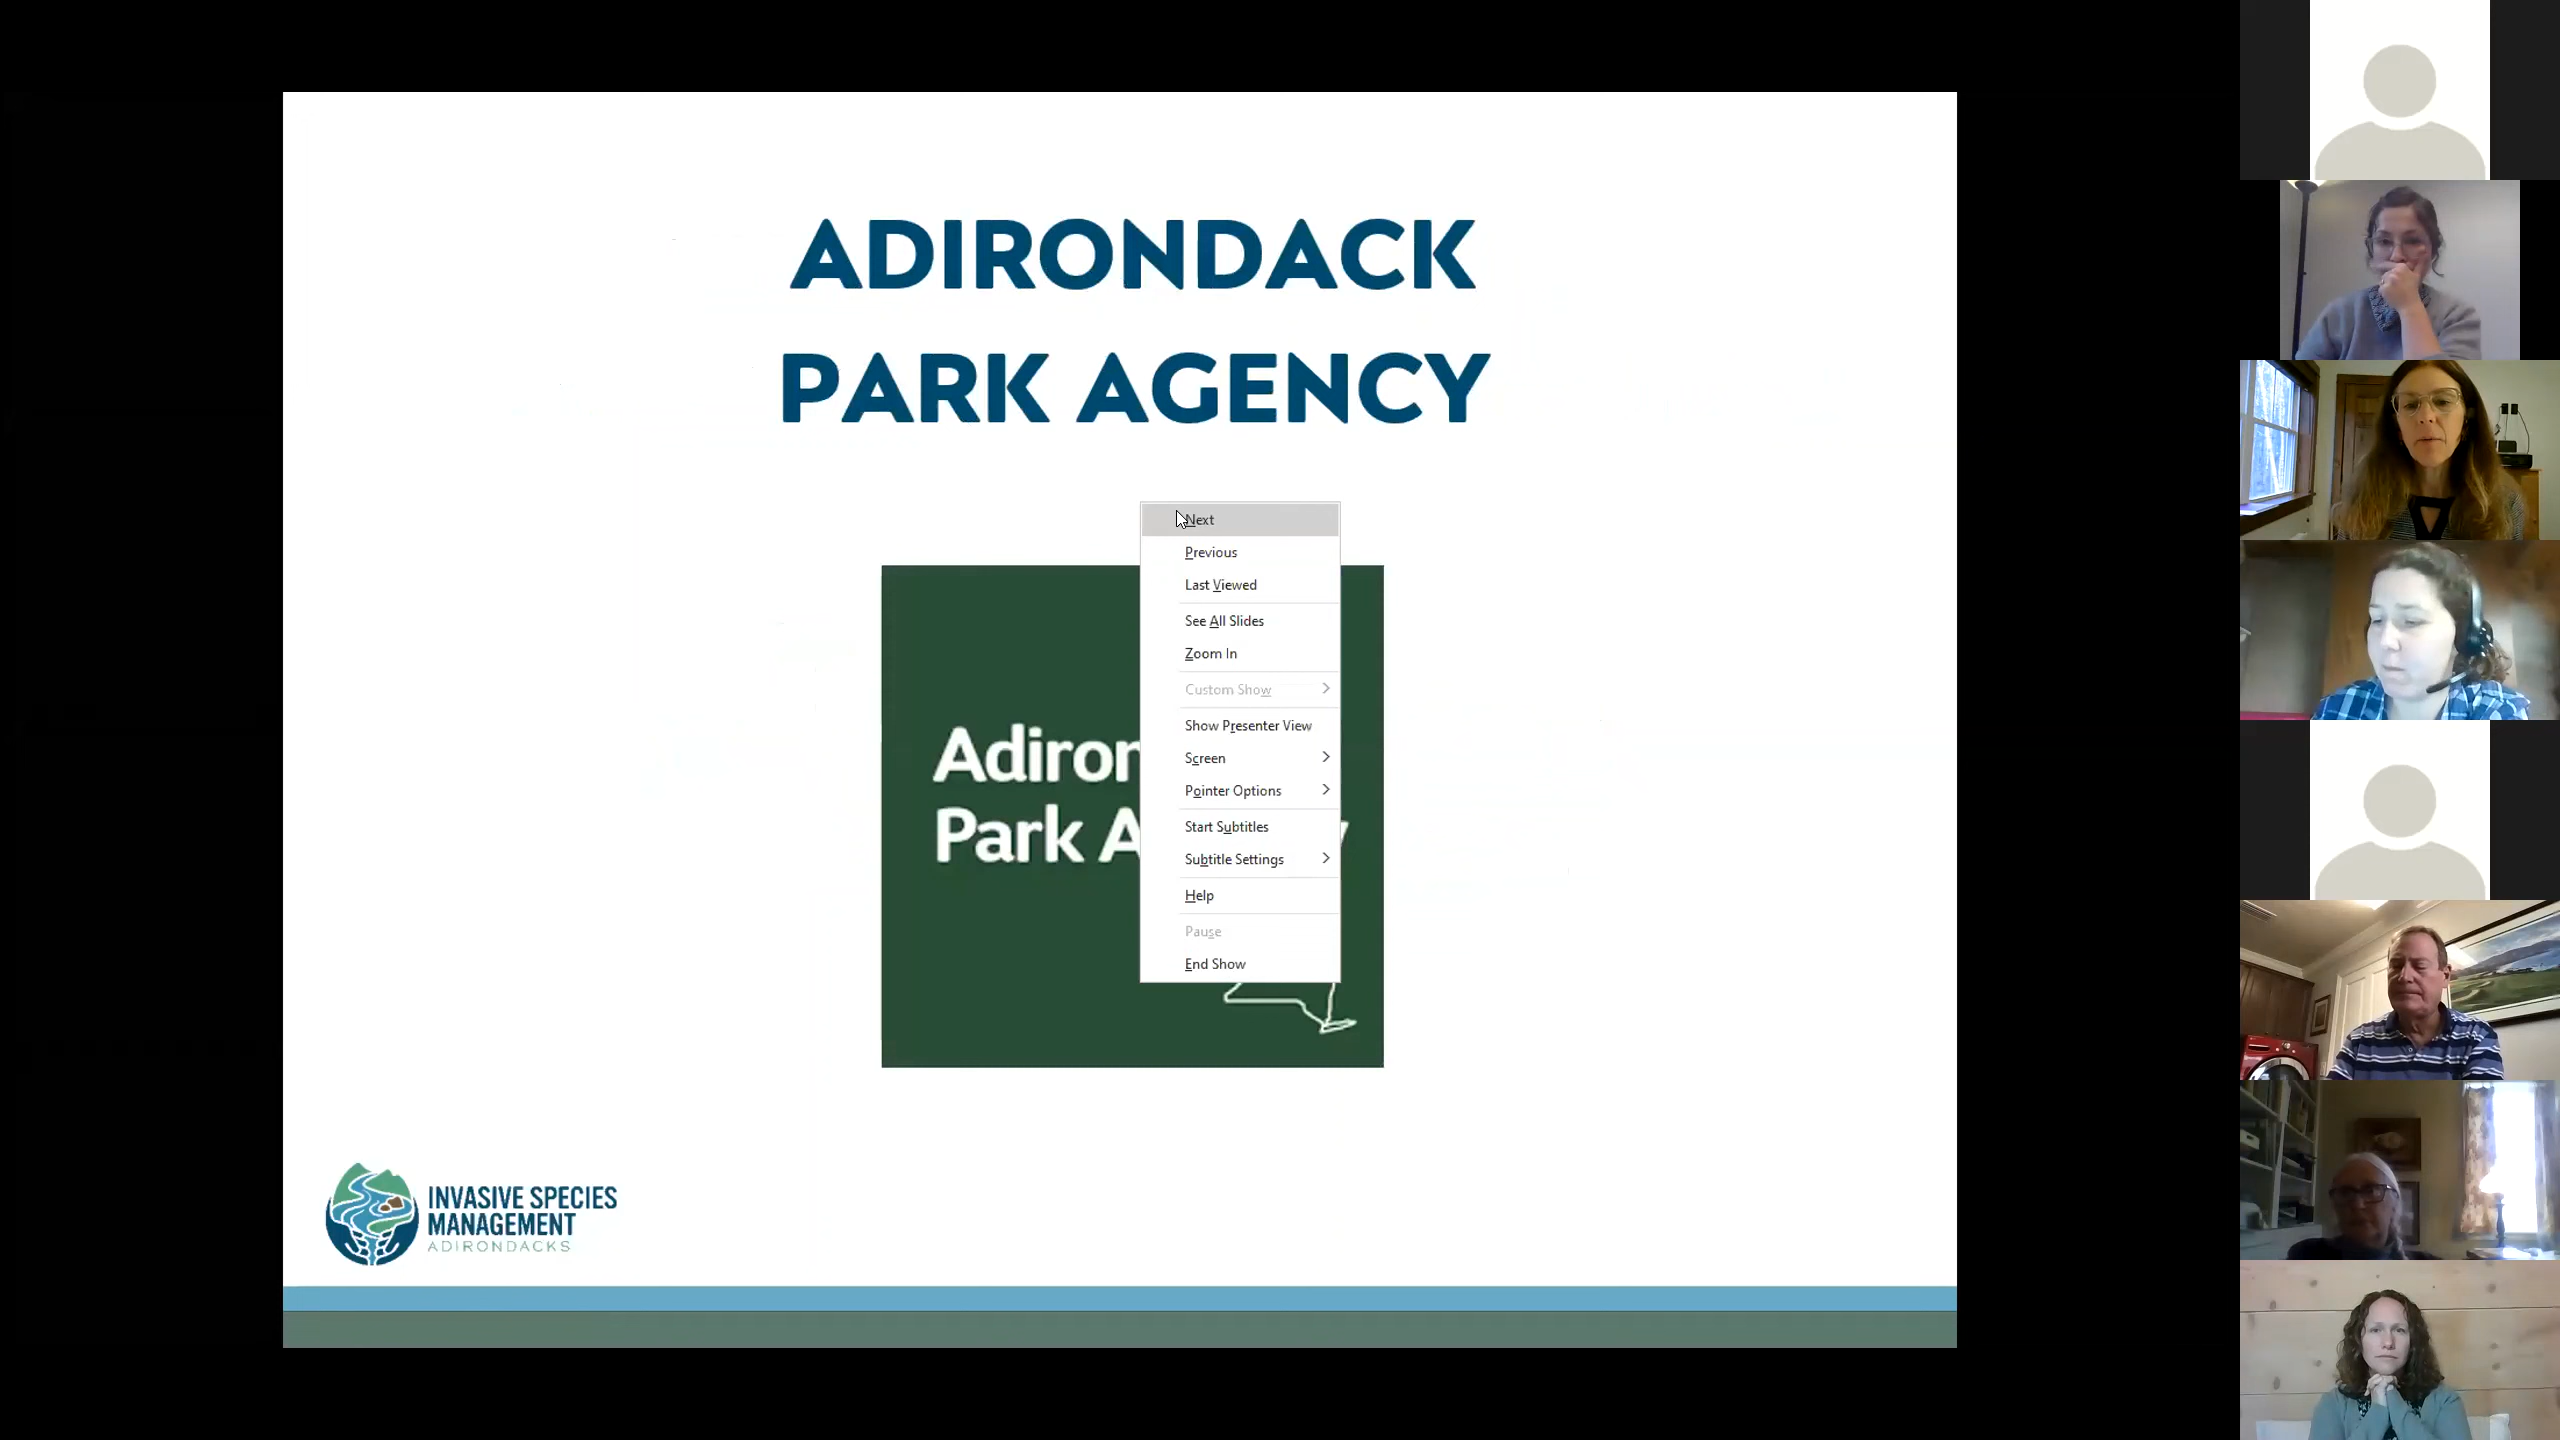 ADIRONDACK
PARK AGENCY
Next
Previous
Last Viewed
See All Slides
Zoom In
Custom Show
Show Presenter View
Screen
Pointer Options
Start Subtitles
Subtitle Settings
Help
Pause
End Show
Adiron
Park A
INVASIVE SPECIES
MANAGEMENT
ADIRONDACKS